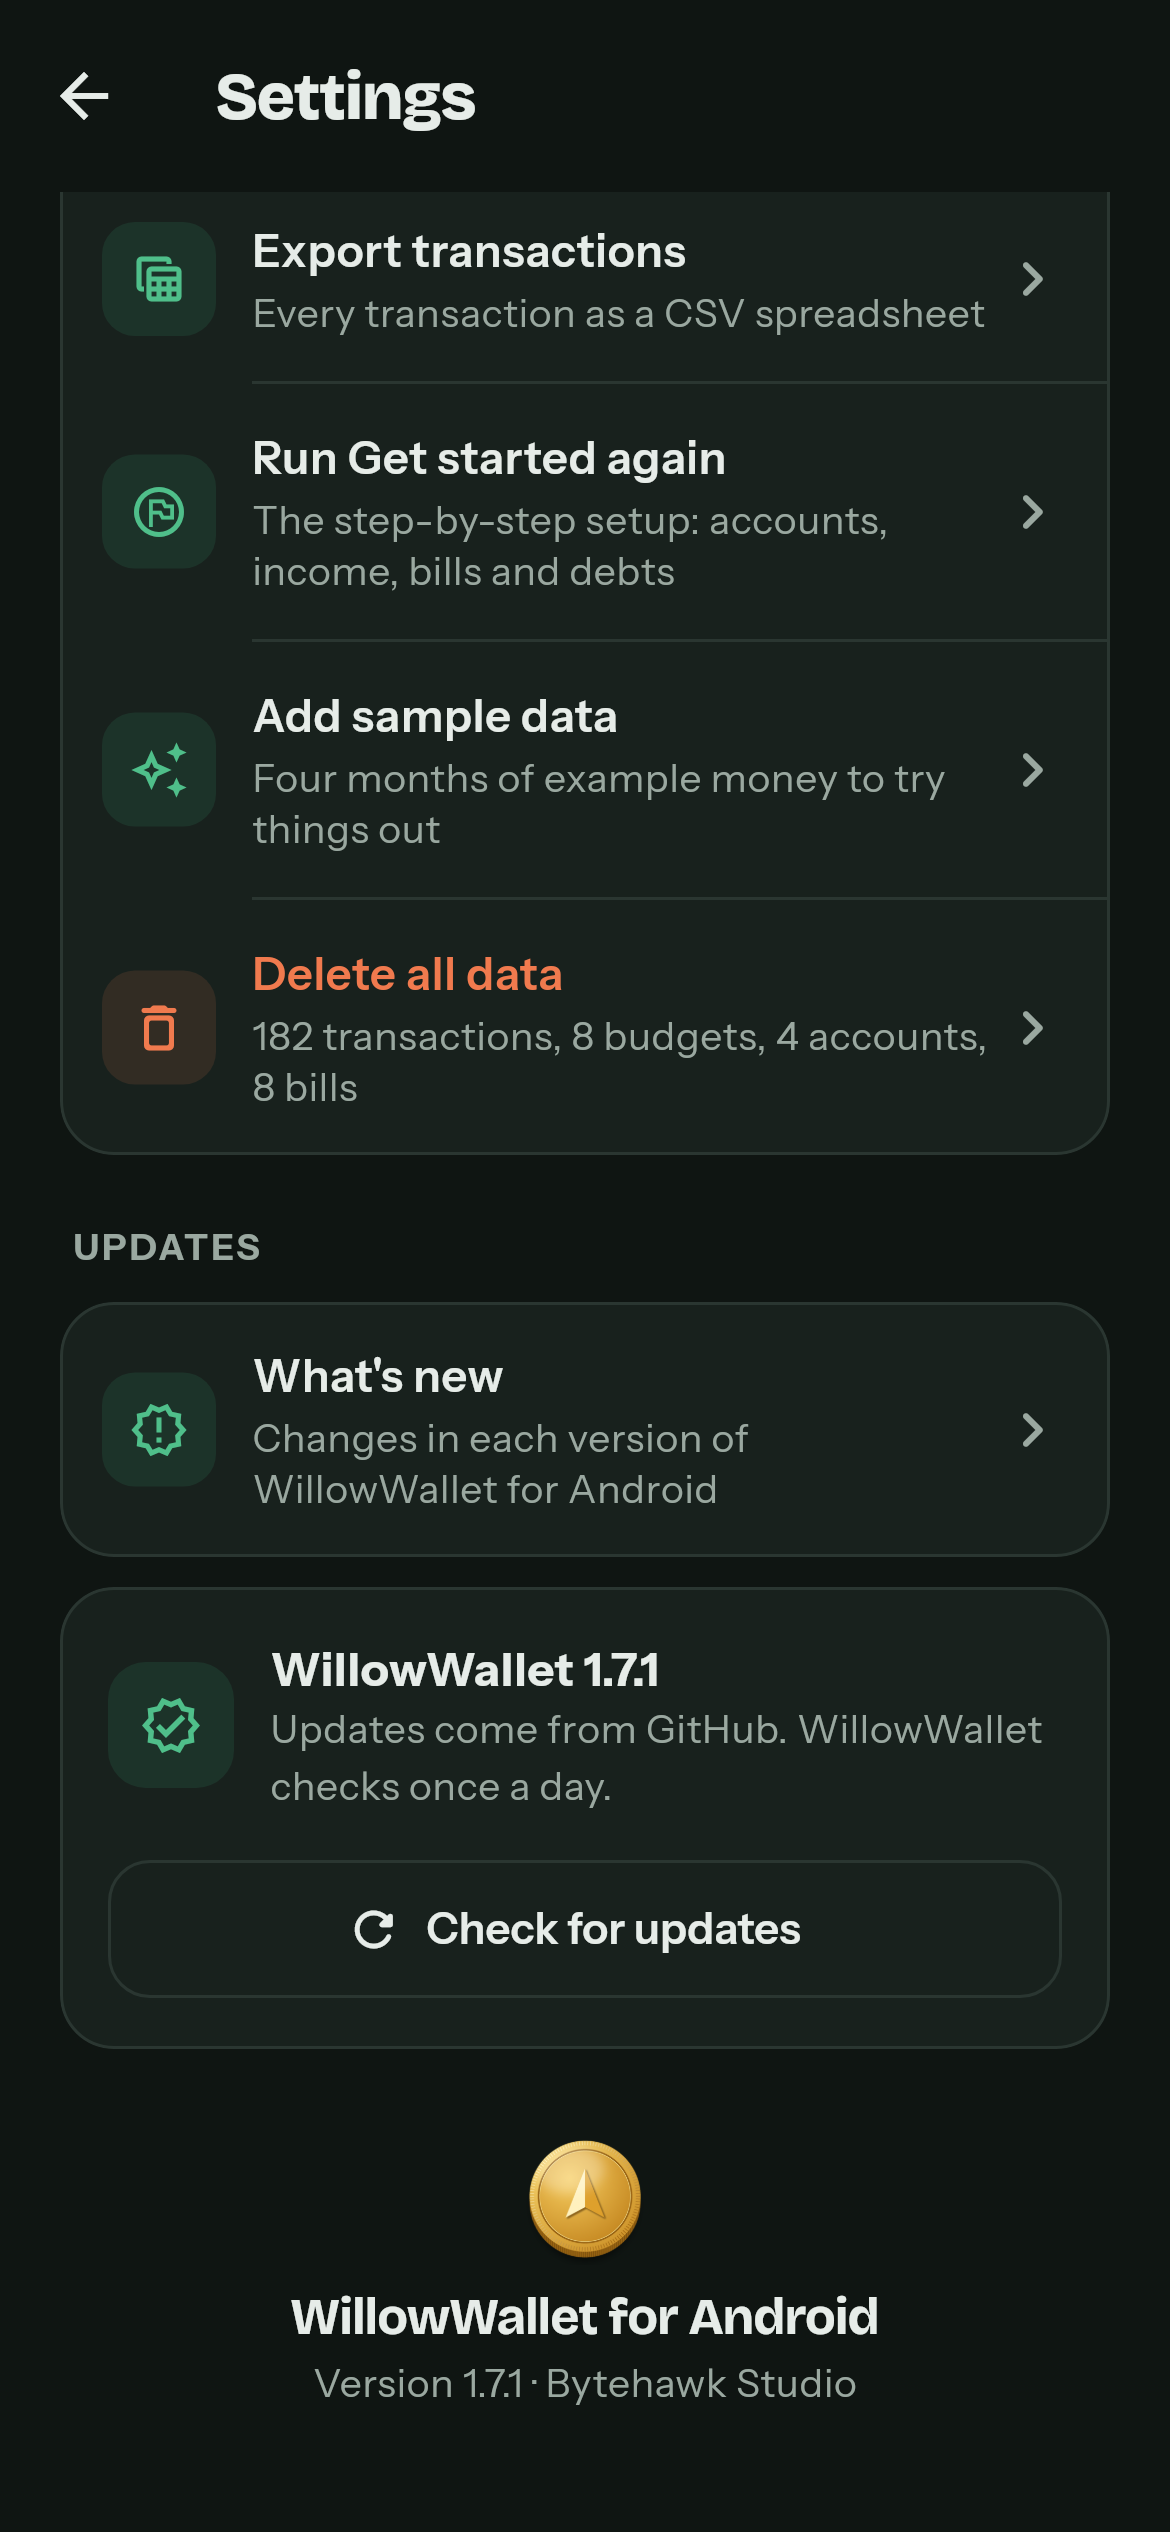 Settings
Export transactions
Every transaction as a CSV spreadsheet
Run Get started again
The step-by-step setup: accounts,
income, bills and debts
Add sample data
Four months of example money to try
things out
Delete all data
182 transactions, 8 budgets, 4 accounts,
8 bills
UPDATES
What's new
Changes in each version of
WillowWallet for Android
WillowWallet 1.7.1
Updates come from GitHub. WillowWallet
checks once a day.
Check for updates
WillowWallet for Android
Version 1.7.1 · Bytehawk Studio